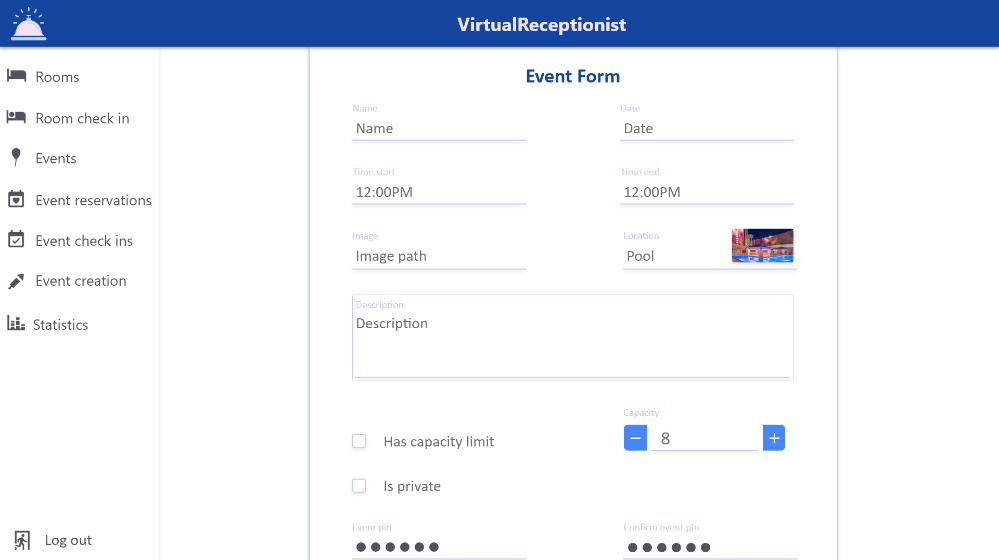 VirtualReceptionist
Rooms
Room check in
Events
Event reservations
Event check ins
Event creation
Statistics
Log out
Event Form
Name
Name
Date
Date
Time start
12:00PM
Time end
12:00PM
Image
Image path
Location
Pool
Description
Description
Has capacity limit
Capacity
− 8 +
Is private
Event pin
●●●●●●
Confirm event pin
●●●●●●